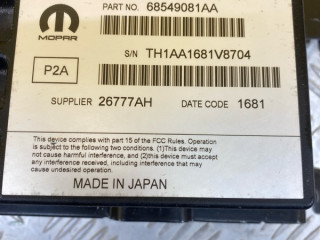 PART NO. 68549081AA
MOPAR
S/N TH1AA1681V8704
P2A
SUPPLIER 26777AH DATE CODE 1681
This device complies with part 15 of the FCC Rules. Operation
is subject to the following two conditions. (1)This device may
not cause harmful interference, and (2)this device must accept
any interference received, including interference that may
cause undesired operation.
MADE IN JAPAN